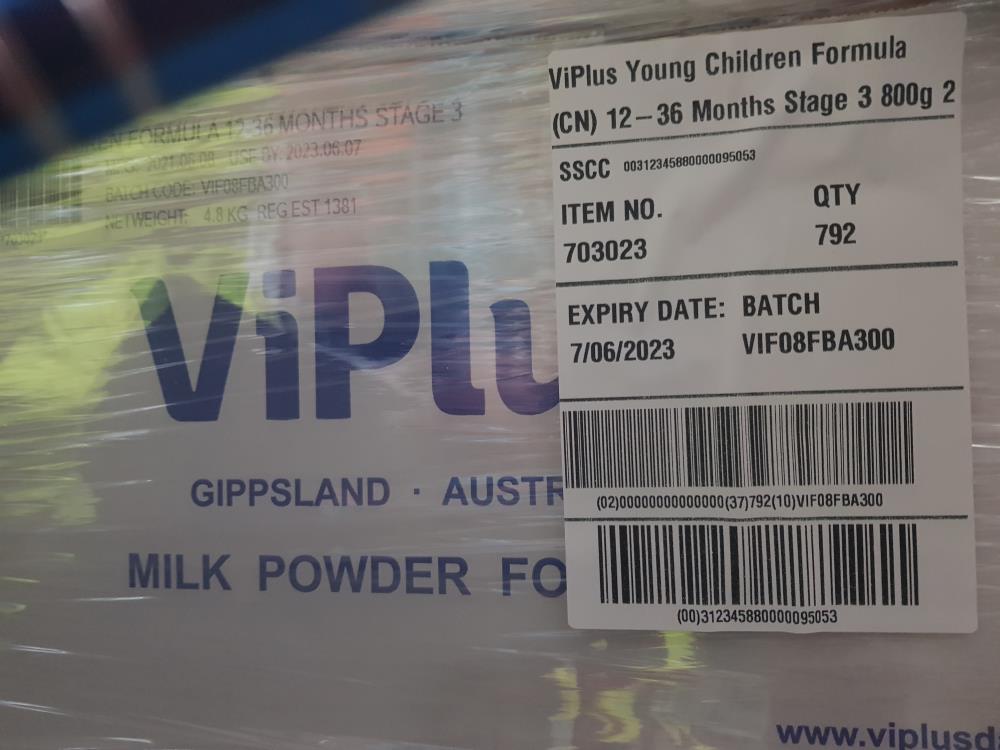 FORMULA 12-36 MONTHS STAGE 3
MFG: 2021.06.08 USE BY: 2023.06.07
BATCH CODE: VIF08FBA300
NET WEIGHT: 4.8 KG REG EST 1381
703023
ViPlu
GIPPSLAND · AUSTR
MILK POWDER FO
www.viplusd
ViPlus Young Children Formula
(CN) 12–36 Months Stage 3 800g 2
SSCC 00312345880000095053
ITEM NO. QTY
703023 792
EXPIRY DATE: BATCH
7/06/2023 VIF08FBA300
(02)00000000000000(37)792(10)VIF08FBA300
(00)312345880000095053